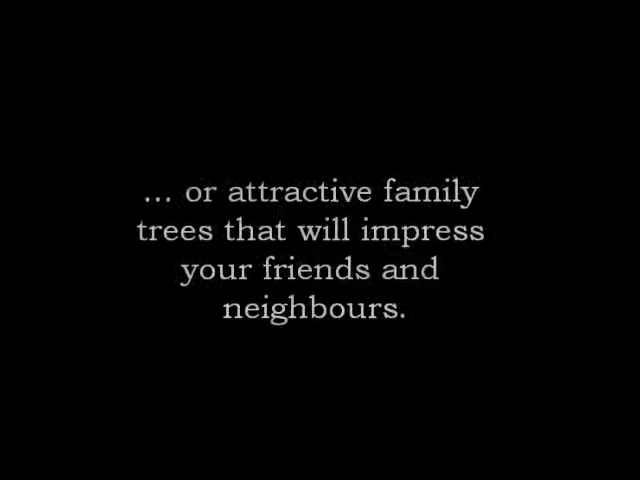 ... or attractive family
trees that will impress
your friends and
neighbours.